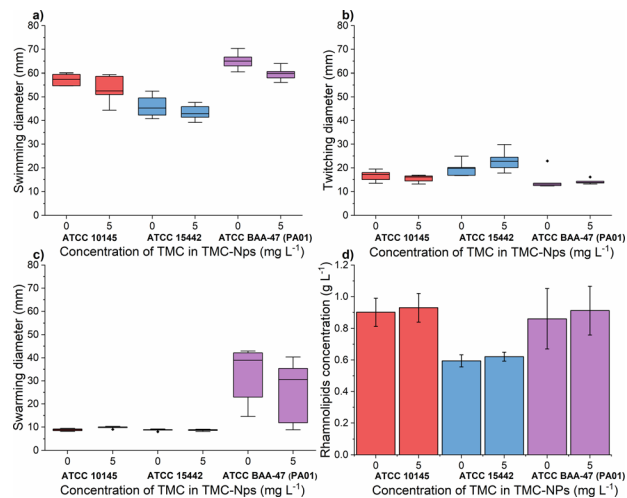 a)
Swimming diameter (mm)
80
70
60
50
40
30
20
10
0
0 5 0 5 0 5
ATCC 10145 ATCC 15442 ATCC BAA-47 (PA01)
Concentration of TMC in TMC-Nps (mg L⁻¹)
b)
Twitching diameter (mm)
80
70
60
50
40
30
20
10
0
0 5 0 5 0 5
ATCC 10145 ATCC 15442 ATCC BAA-47 (PA01)
Concentration of TMC in TMC-Nps (mg L⁻¹)
c)
Swarming diameter (mm)
80
70
60
50
40
30
20
10
0
0 5 0 5 0 5
ATCC 10145 ATCC 15442 ATCC BAA-47 (PA01)
Concentration of TMC in TMC-Nps (mg L⁻¹)
d)
Rhamnolipids concentration (g L⁻¹)
1.2
1.0
0.8
0.6
0.4
0.2
0.0
0 5 0 5 0 5
ATCC 10145 ATCC 15442 ATCC BAA-47 (PA01)
Concentration of TMC in TMC-Nps (mg L⁻¹)